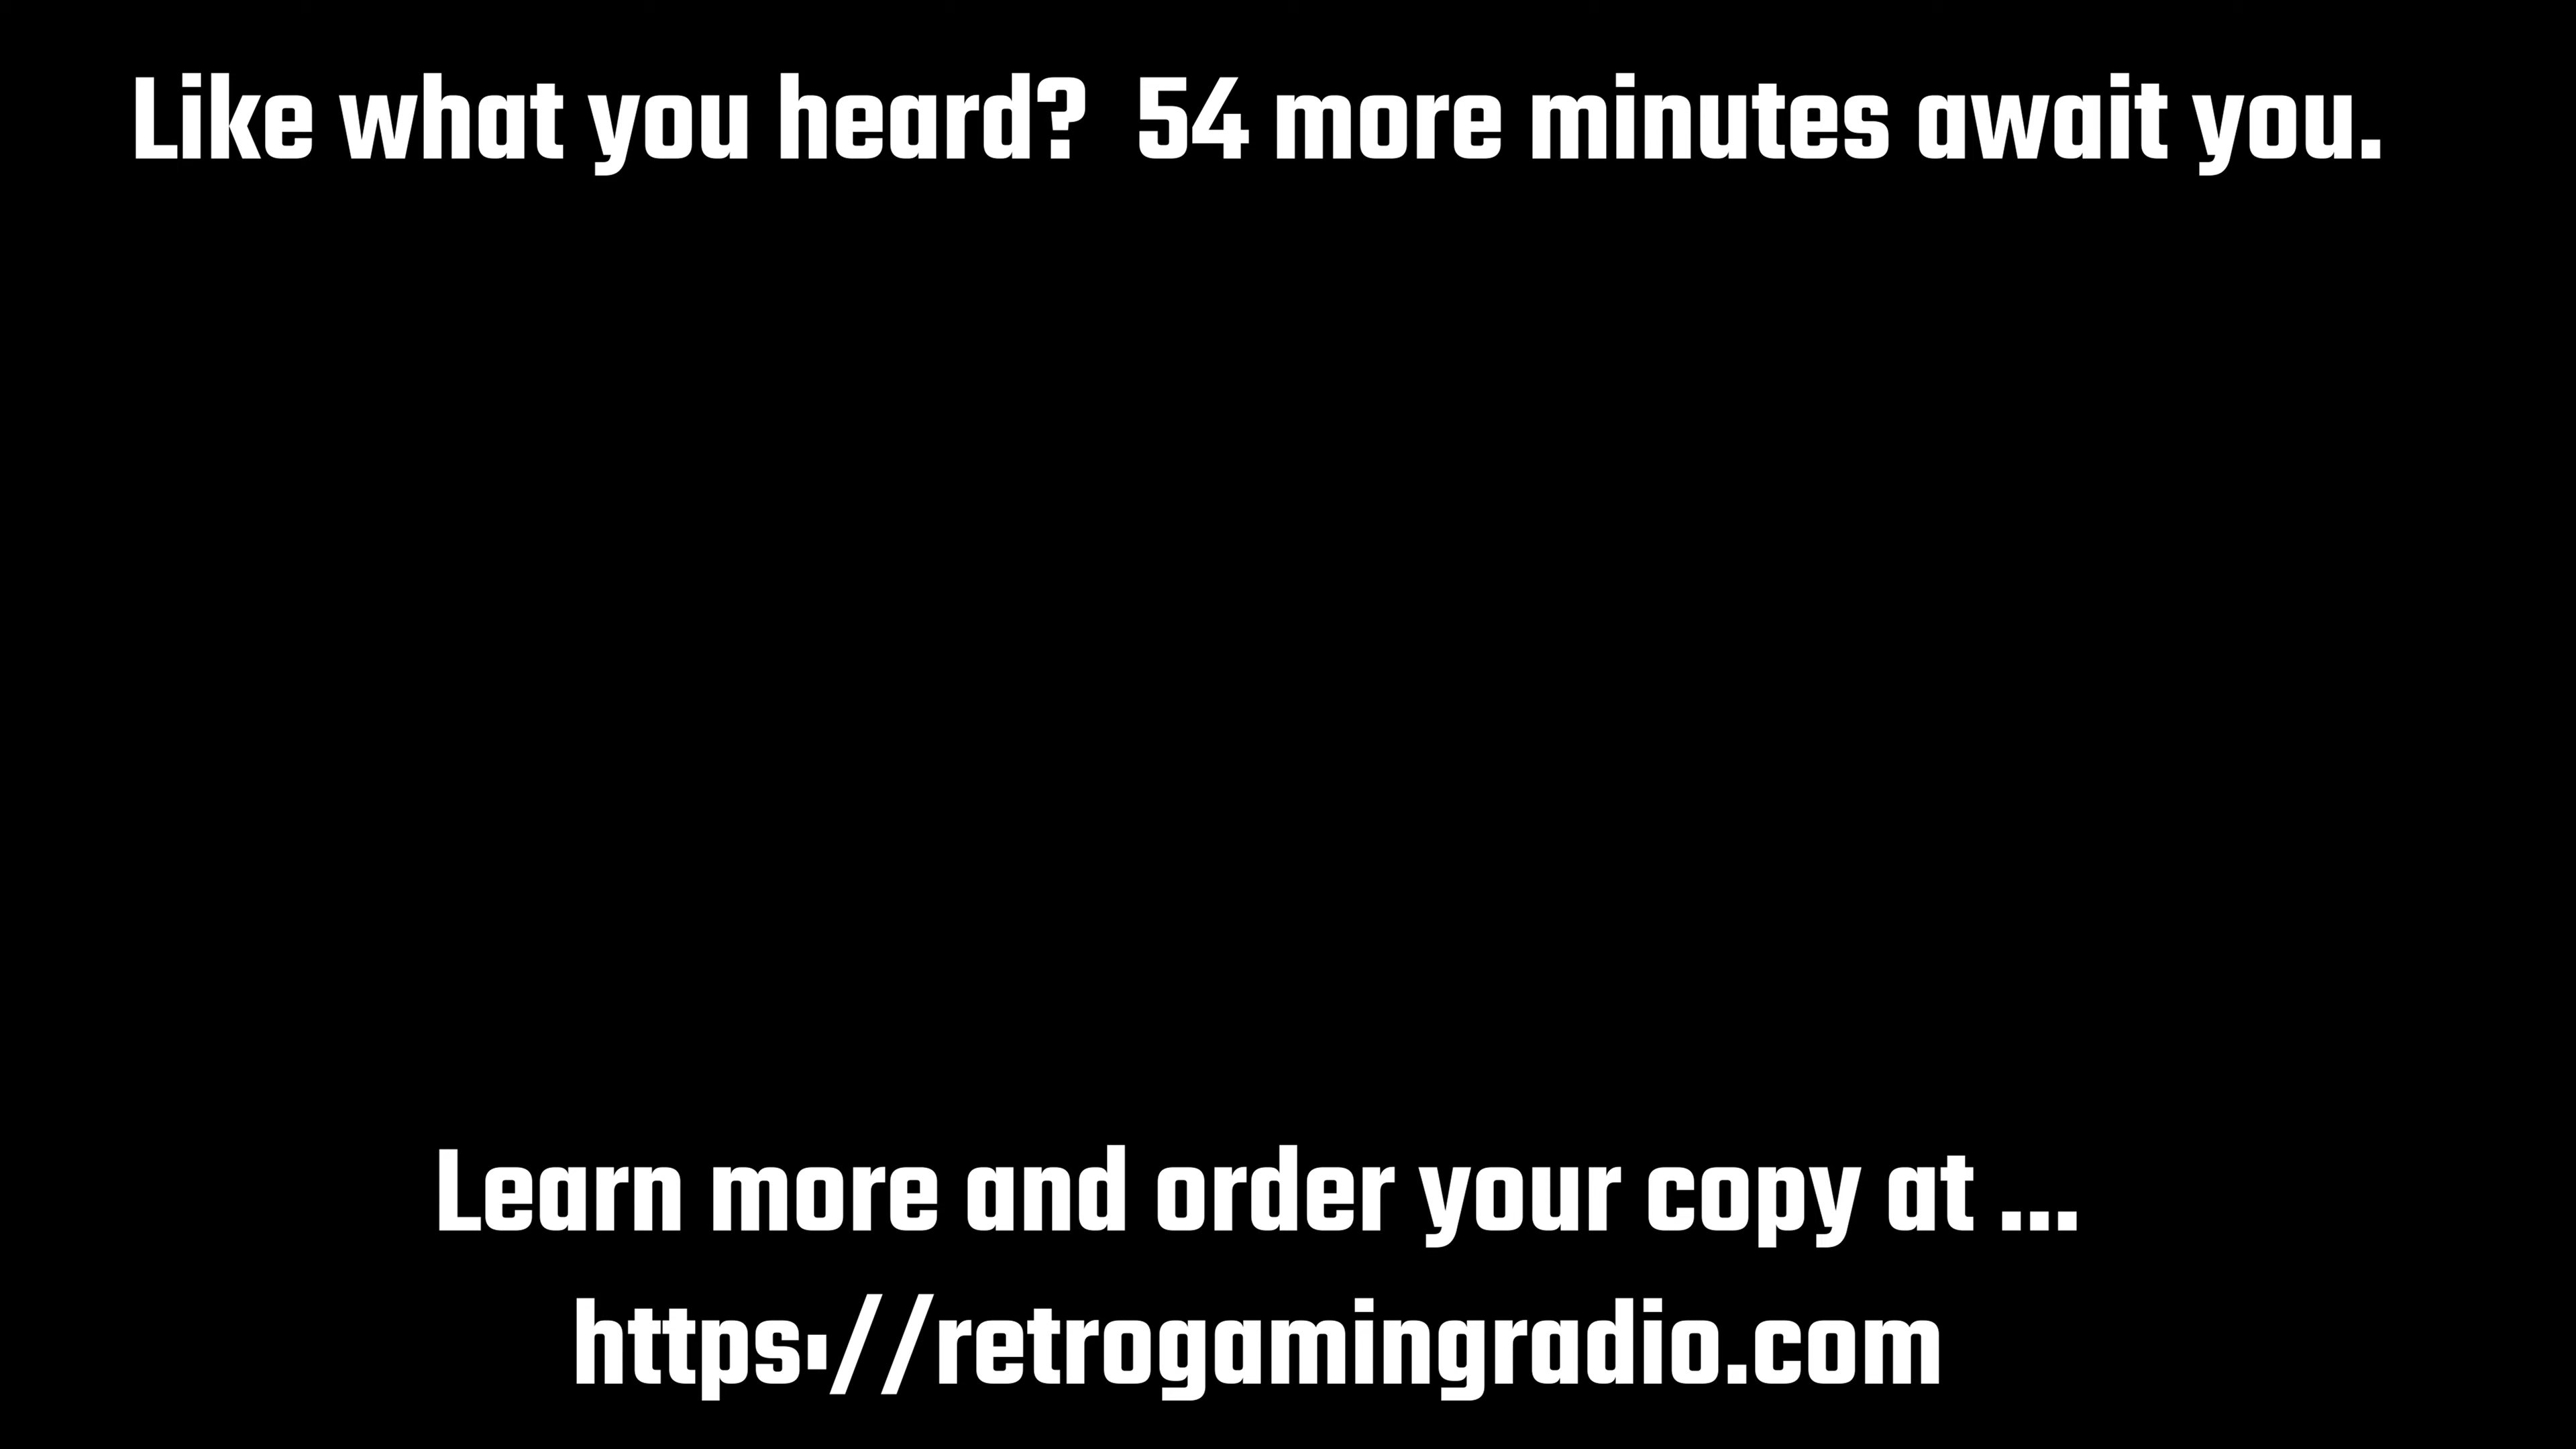 Like what you heard?  54 more minutes await you.
Learn more and order your copy at ...
https://retrogamingradio.com